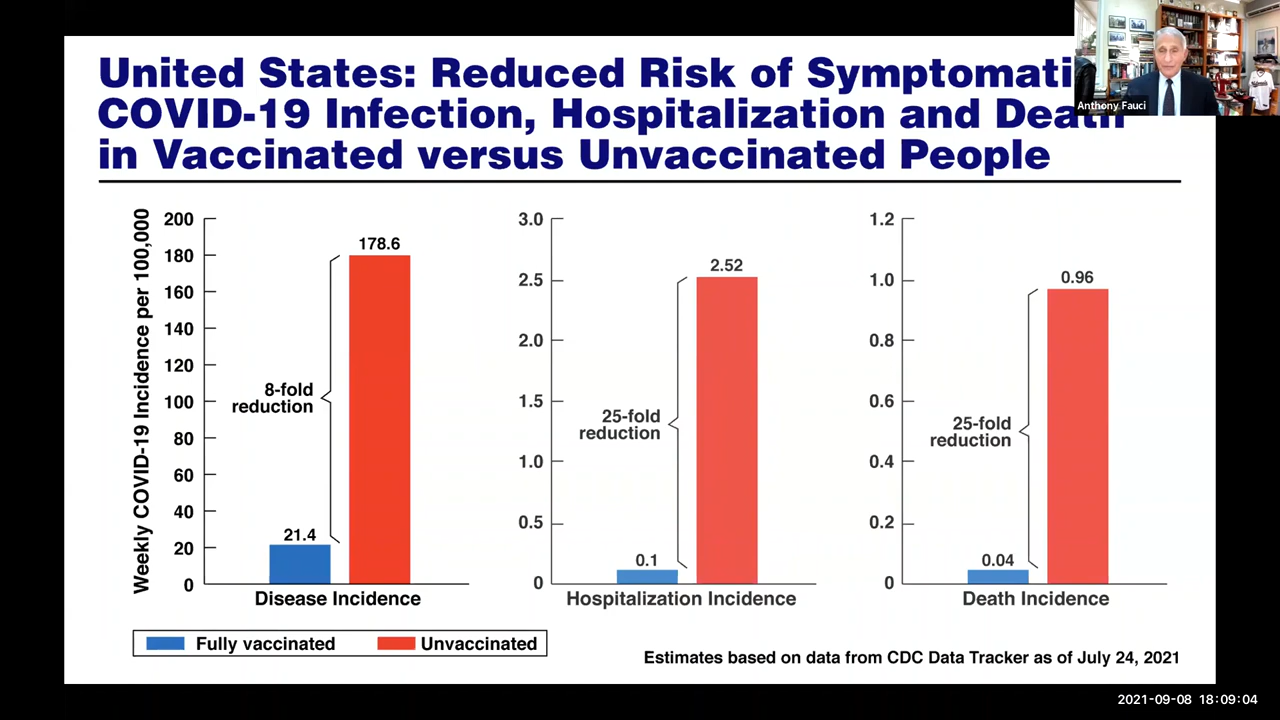 United States: Reduced Risk of Symptomati
COVID-19 Infection, Hospitalization and Death
in Vaccinated versus Unvaccinated People
Anthony Fauci
Weekly COVID-19 Incidence per 100,000
200
180
160
140
120
100
80
60
40
20
0
178.6
8-fold
reduction
21.4
Disease Incidence
3.0
2.5
2.0
1.5
1.0
0.5
0
2.52
25-fold
reduction
0.1
Hospitalization Incidence
1.2
1.0
0.8
0.6
0.4
0.2
0
0.96
25-fold
reduction
0.04
Death Incidence
Fully vaccinated
Unvaccinated
Estimates based on data from CDC Data Tracker as of July 24, 2021
2021-09-08 18:09:04